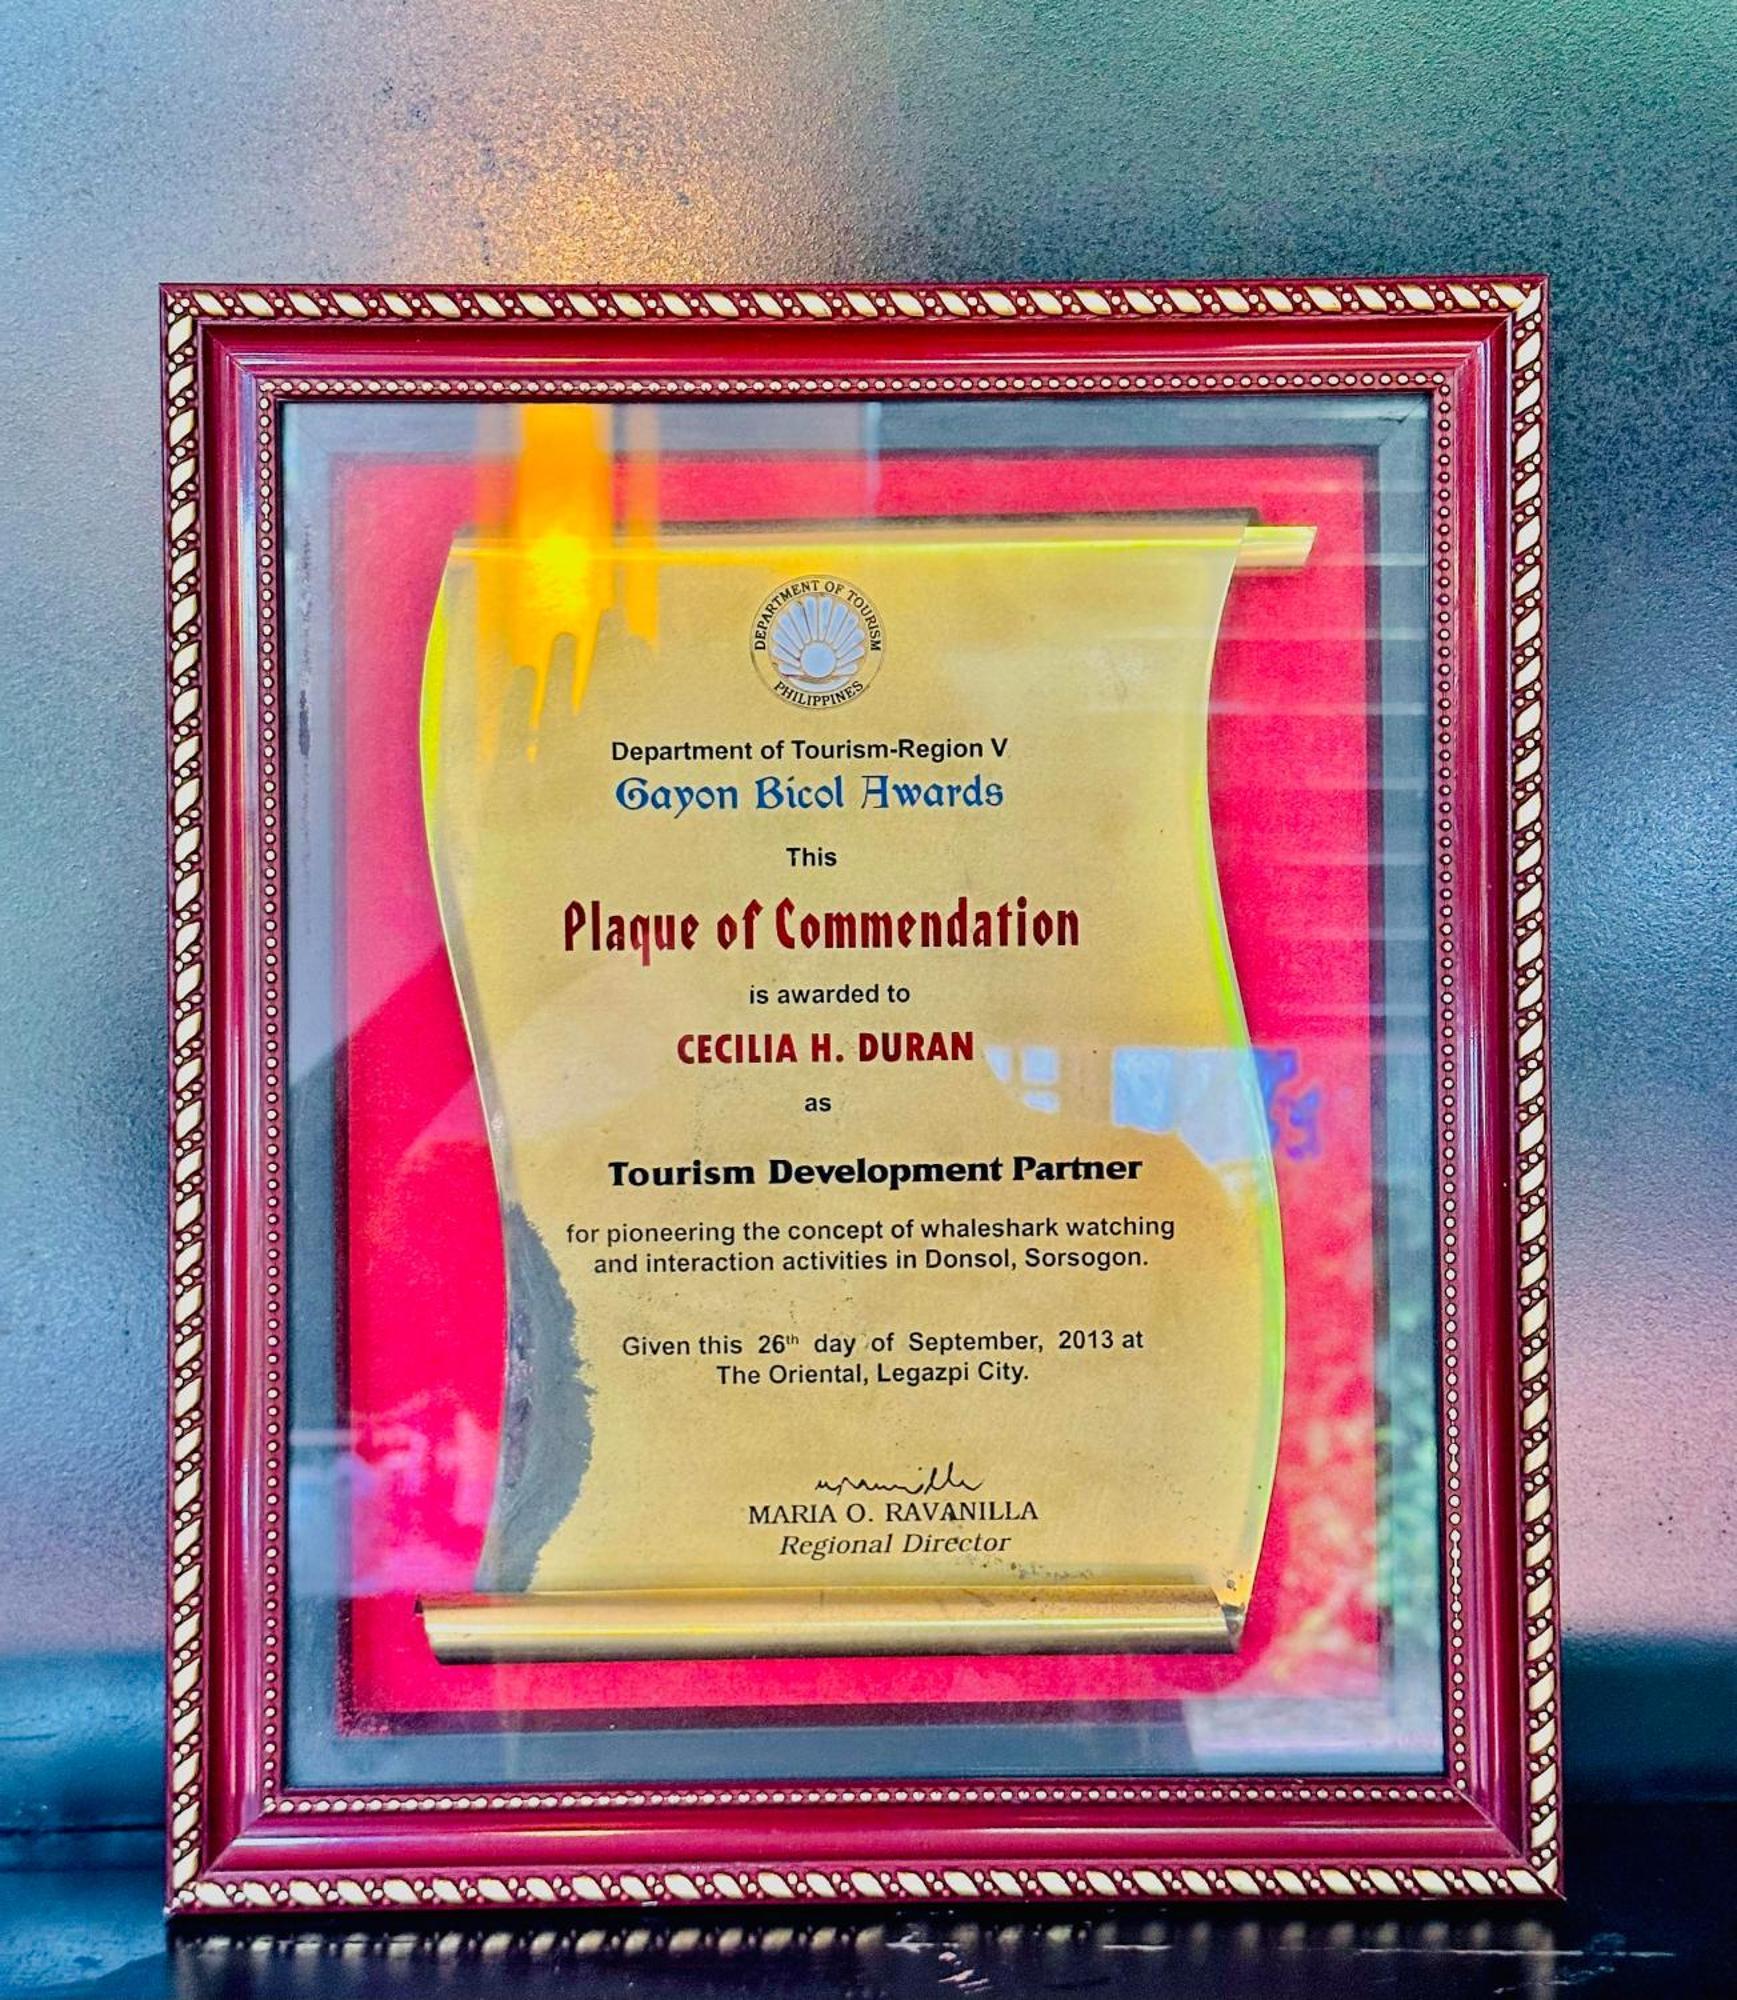 DEPARTMENT OF TOURISM
PHILIPPINES
Department of Tourism-Region V
Gayon Bicol Awards
This
Plaque of Commendation
is awarded to
CECILIA H. DURAN
as
Tourism Development Partner
for pioneering the concept of whaleshark watching
and interaction activities in Donsol, Sorsogon.
Given this 26th day of September, 2013 at
The Oriental, Legazpi City.
MARIA O. RAVANILLA
Regional Director